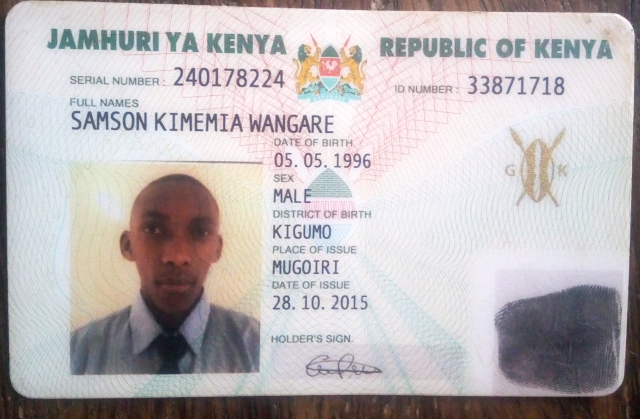 JAMHURI YA KENYA REPUBLIC OF KENYA
SERIAL NUMBER : 240178224 ID NUMBER : 33871718
FULL NAMES
SAMSON KIMEMIA WANGARE
DATE OF BIRTH
05. 05. 1996
SEX
MALE
G K
DISTRICT OF BIRTH
KIGUMO
PLACE OF ISSUE
MUGOIRI
DATE OF ISSUE
28. 10. 2015
HOLDER'S SIGN.